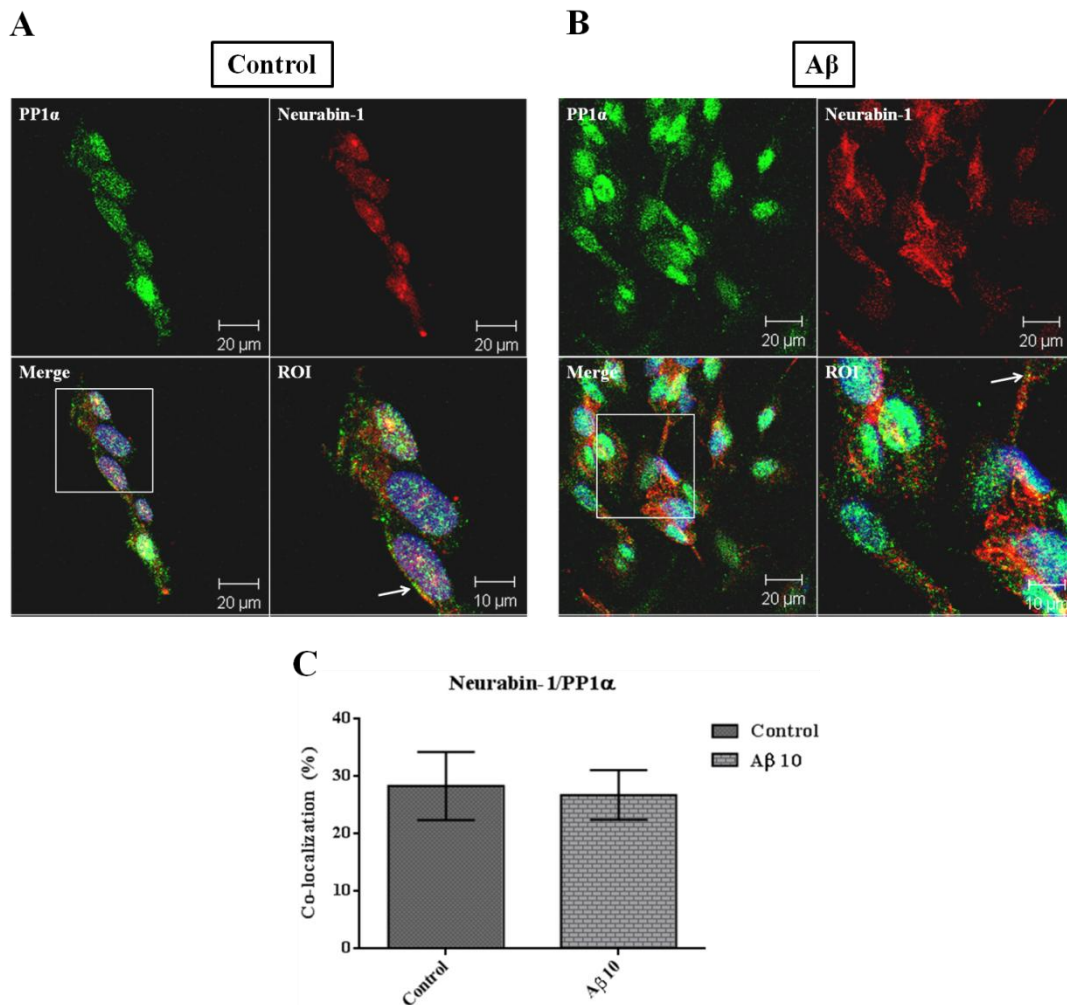 A
Control
PP1α
Neurabin-1
20 µm
20 µm
Merge
ROI
20 µm
10 µm
B
Aβ
PP1α
Neurabin-1
20 µm
20 µm
Merge
ROI
20 µm
10 µm
C
Neurabin-1/PP1α
Co-localization (%)
40
30
20
10
0
Control
Aβ 10
Control
Aβ 10